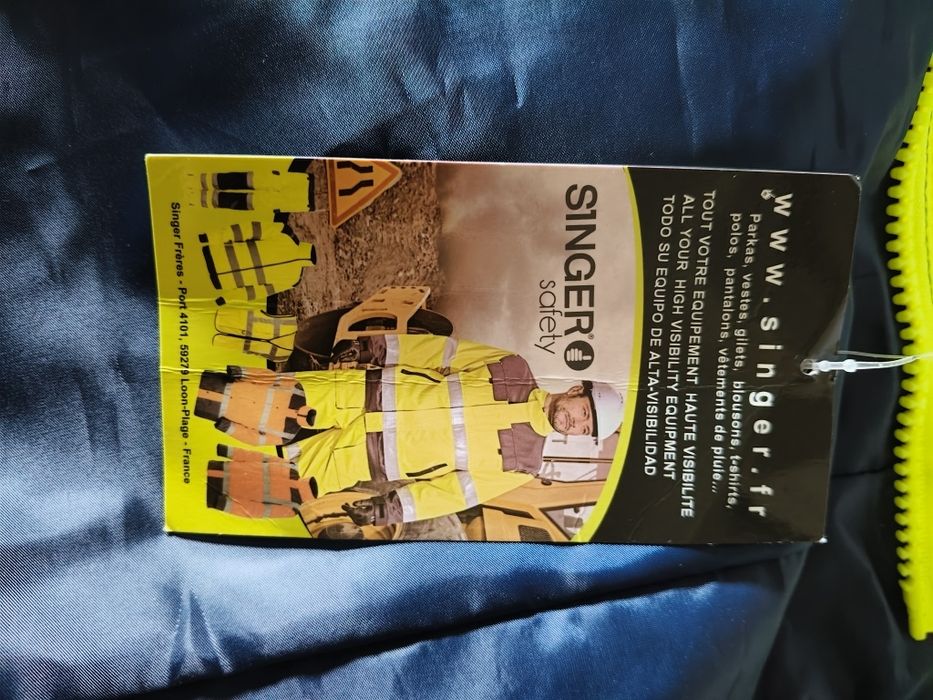 www.singer.fr
parkas, vestes, gilets, blousons, t-shirts,
polos, pantalons, vêtements de pluie...
TOUT VOTRE EQUIPEMENT HAUTE VISIBILITE
ALL YOUR HIGH VISIBILITY EQUIPMENT
TODO SU EQUIPO DE ALTA-VISIBILIDAD
SINGER®
safety
Singer Frères - Port 4101, 59279 Loon-Plage - France